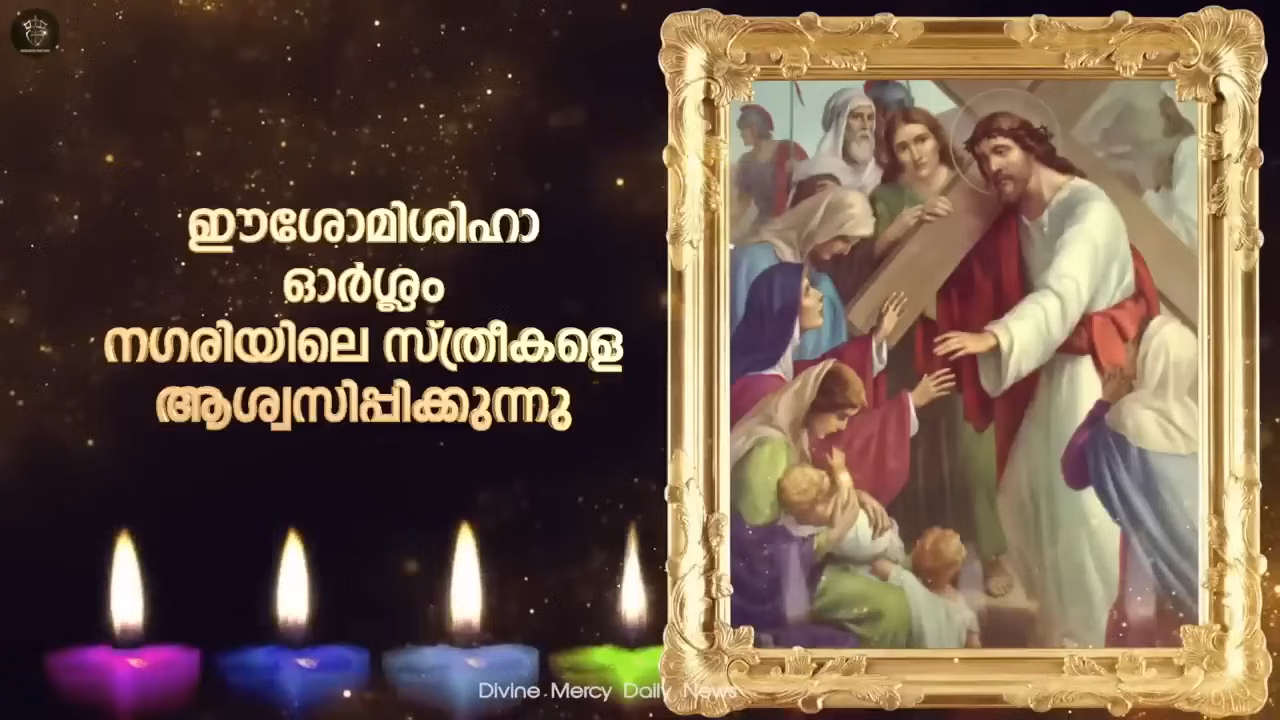 ഈശോമിശിഹാ
ഓർശ്ലം
നഗരിയിലെ സ്ത്രീകളെ
ആശ്വസിപ്പിക്കുന്നു
Divine Mercy Daily News